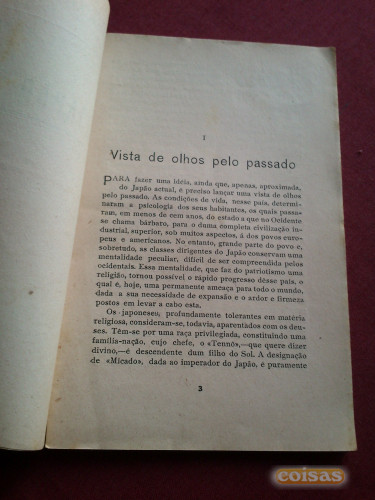 I
Vista de olhos pelo passado
PARA fazer uma idéia, ainda que, apenas, aproximada,
do Japão actual, é preciso lançar uma vista de olhos
pelo passado. As condições de vida, nesse país, determi-
naram a psicologia dos seus habitantes, os quais passa-
ram, em menos de cem anos, do estado a que no Ocidente
se chama bárbaro, para o duma completa civilização in-
dustrial, superior, sob muitos aspectos, à dos povos euro-
peus e americanos. No entanto, grande parte do povo e,
sobretudo, as classes dirigentes do Japão conservam uma
mentalidade peculiar, difícil de ser compreendida pelos
ocidentais. Essa mentalidade, que faz do patriotismo uma
religião, tornou possível o rápido progresso dêsse país, o
qual é, hoje, uma permanente ameaça para todo o mundo,
dada a sua necessidade de expansão e o ardor e firmeza
postos em levar a cabo esta.
Os japoneses, profundamente tolerantes em matéria
religiosa, consideram-se, todavia, aparentados com os deu-
ses. Têm-se por uma raça privilegiada, constituindo uma
família-nação, cujo chefe, o «Tennô»,—que quere dizer
divino,—é descendente dum filho do Sol. A designação
de «Micado», dada ao imperador do Japão, é puramente
3
coisas